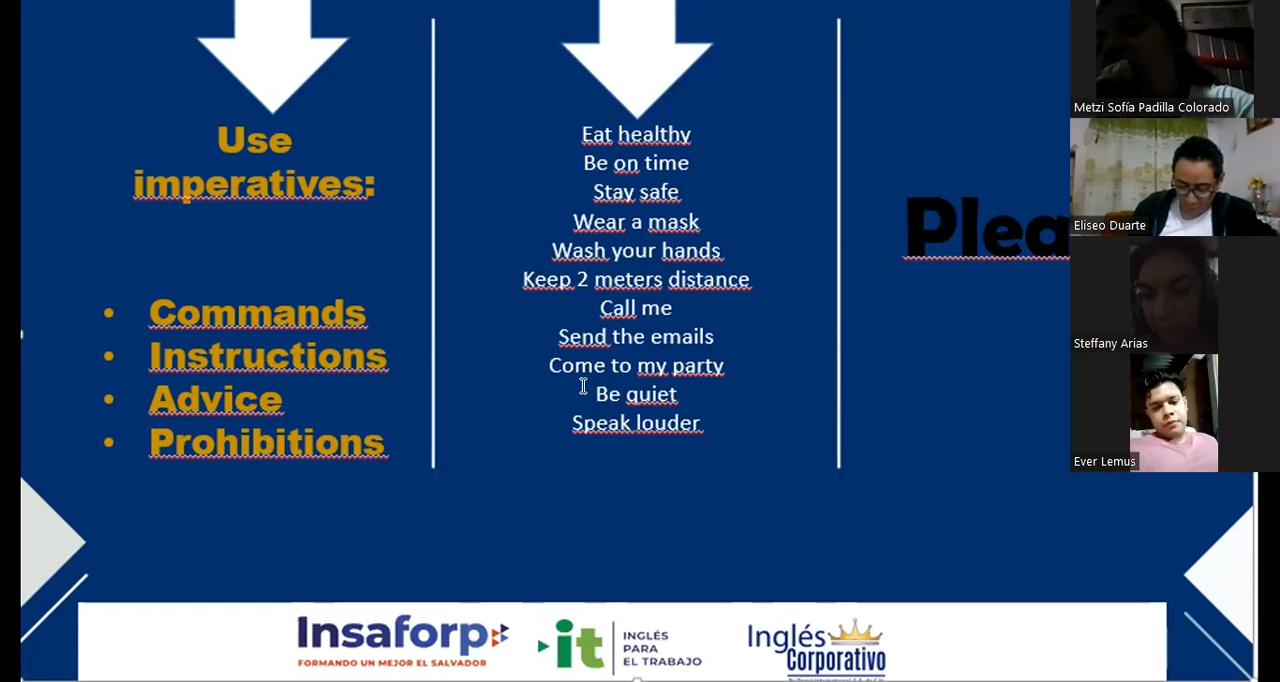 Use
imperatives:
Commands
Instructions
Advice
Prohibitions
Eat healthy
Be on time
Stay safe
Wear a mask
Wash your hands
Keep 2 meters distance
Call me
Send the emails
Come to my party
Be quiet
Speak louder
Plea
Metzi Sofía Padilla Colorado
Eliseo Duarte
Steffany Arias
Ever Lemus
Insaforp
FORMANDO UN MEJOR EL SALVADOR
it
INGLÉS
PARA
EL TRABAJO
Inglés
Corporativo